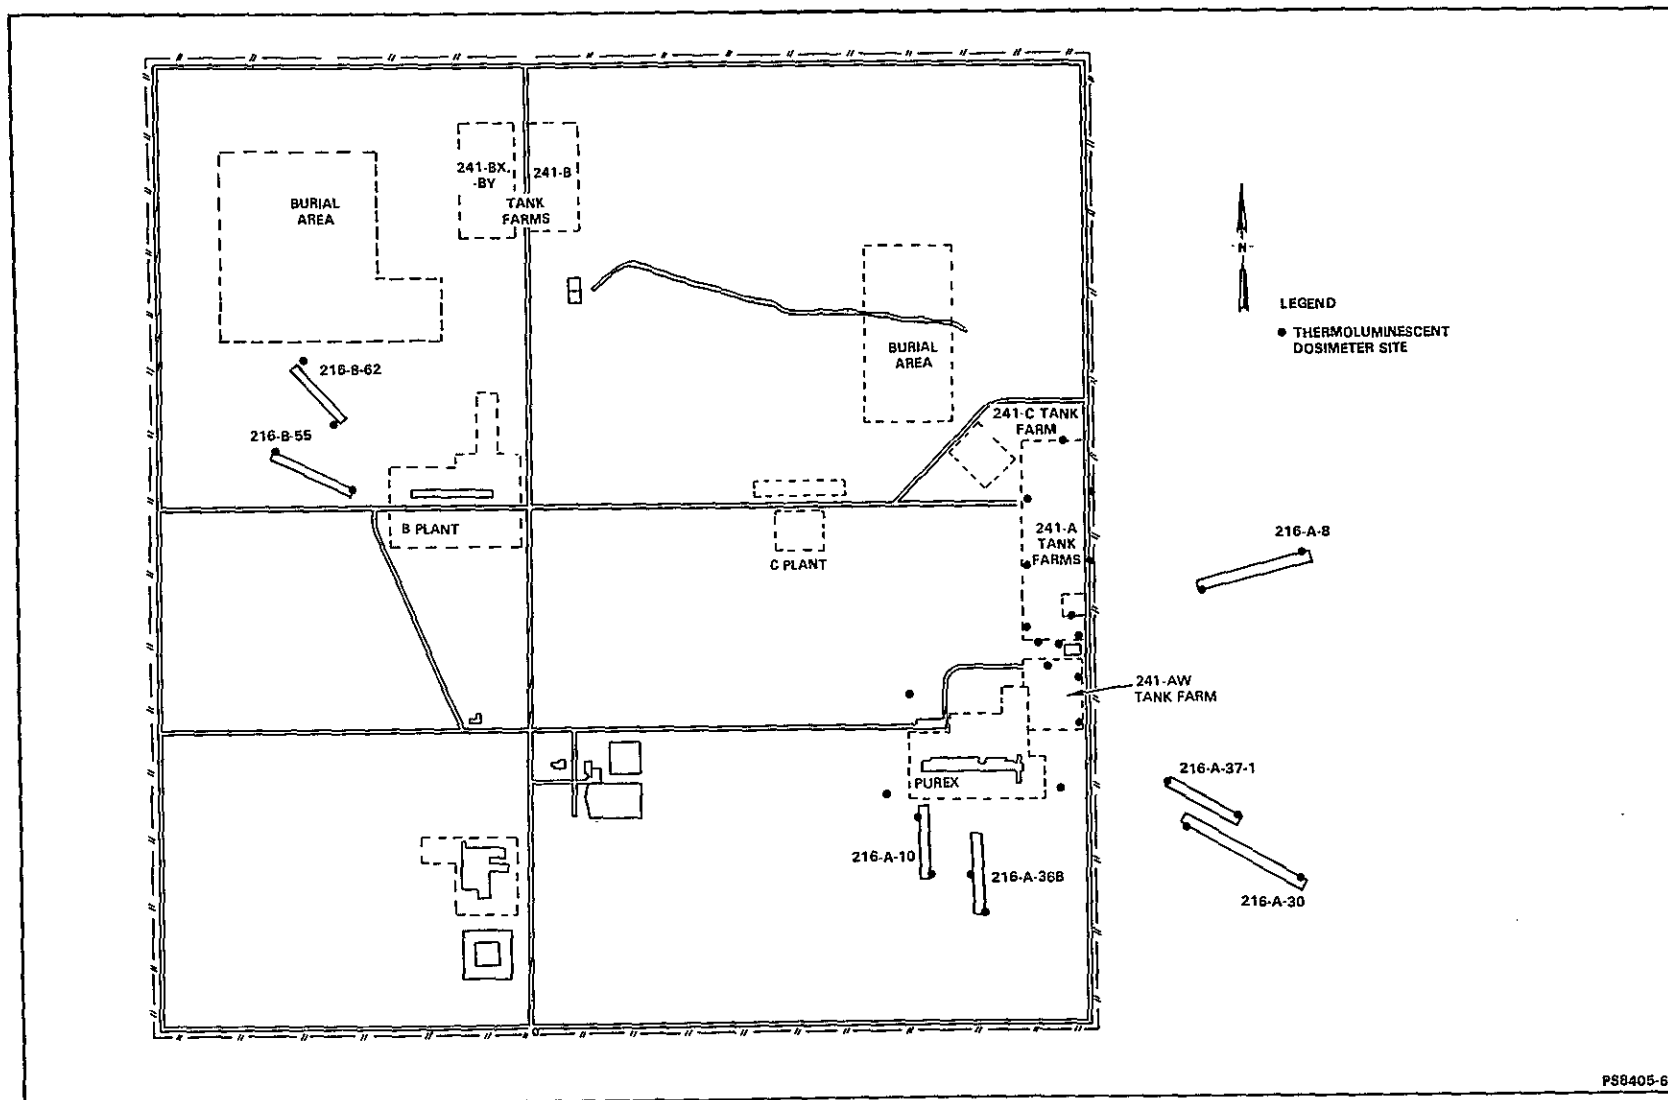 241-BX,
-BY
241-B
TANK
FARMS
BURIAL
AREA
N
LEGEND
THERMOLUMINESCENT
DOSIMETER SITE
BURIAL
AREA
216-B-62
241-C TANK
FARM
216-B-55
B PLANT
C PLANT
241-A
TANK
FARMS
216-A-8
241-AW
TANK FARM
216-A-37-1
PUREX
216-A-10
216-A-36B
216-A-30
PS8405-6